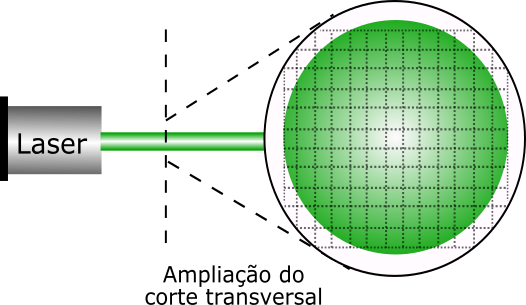 Laser
Ampliação do
corte transversal